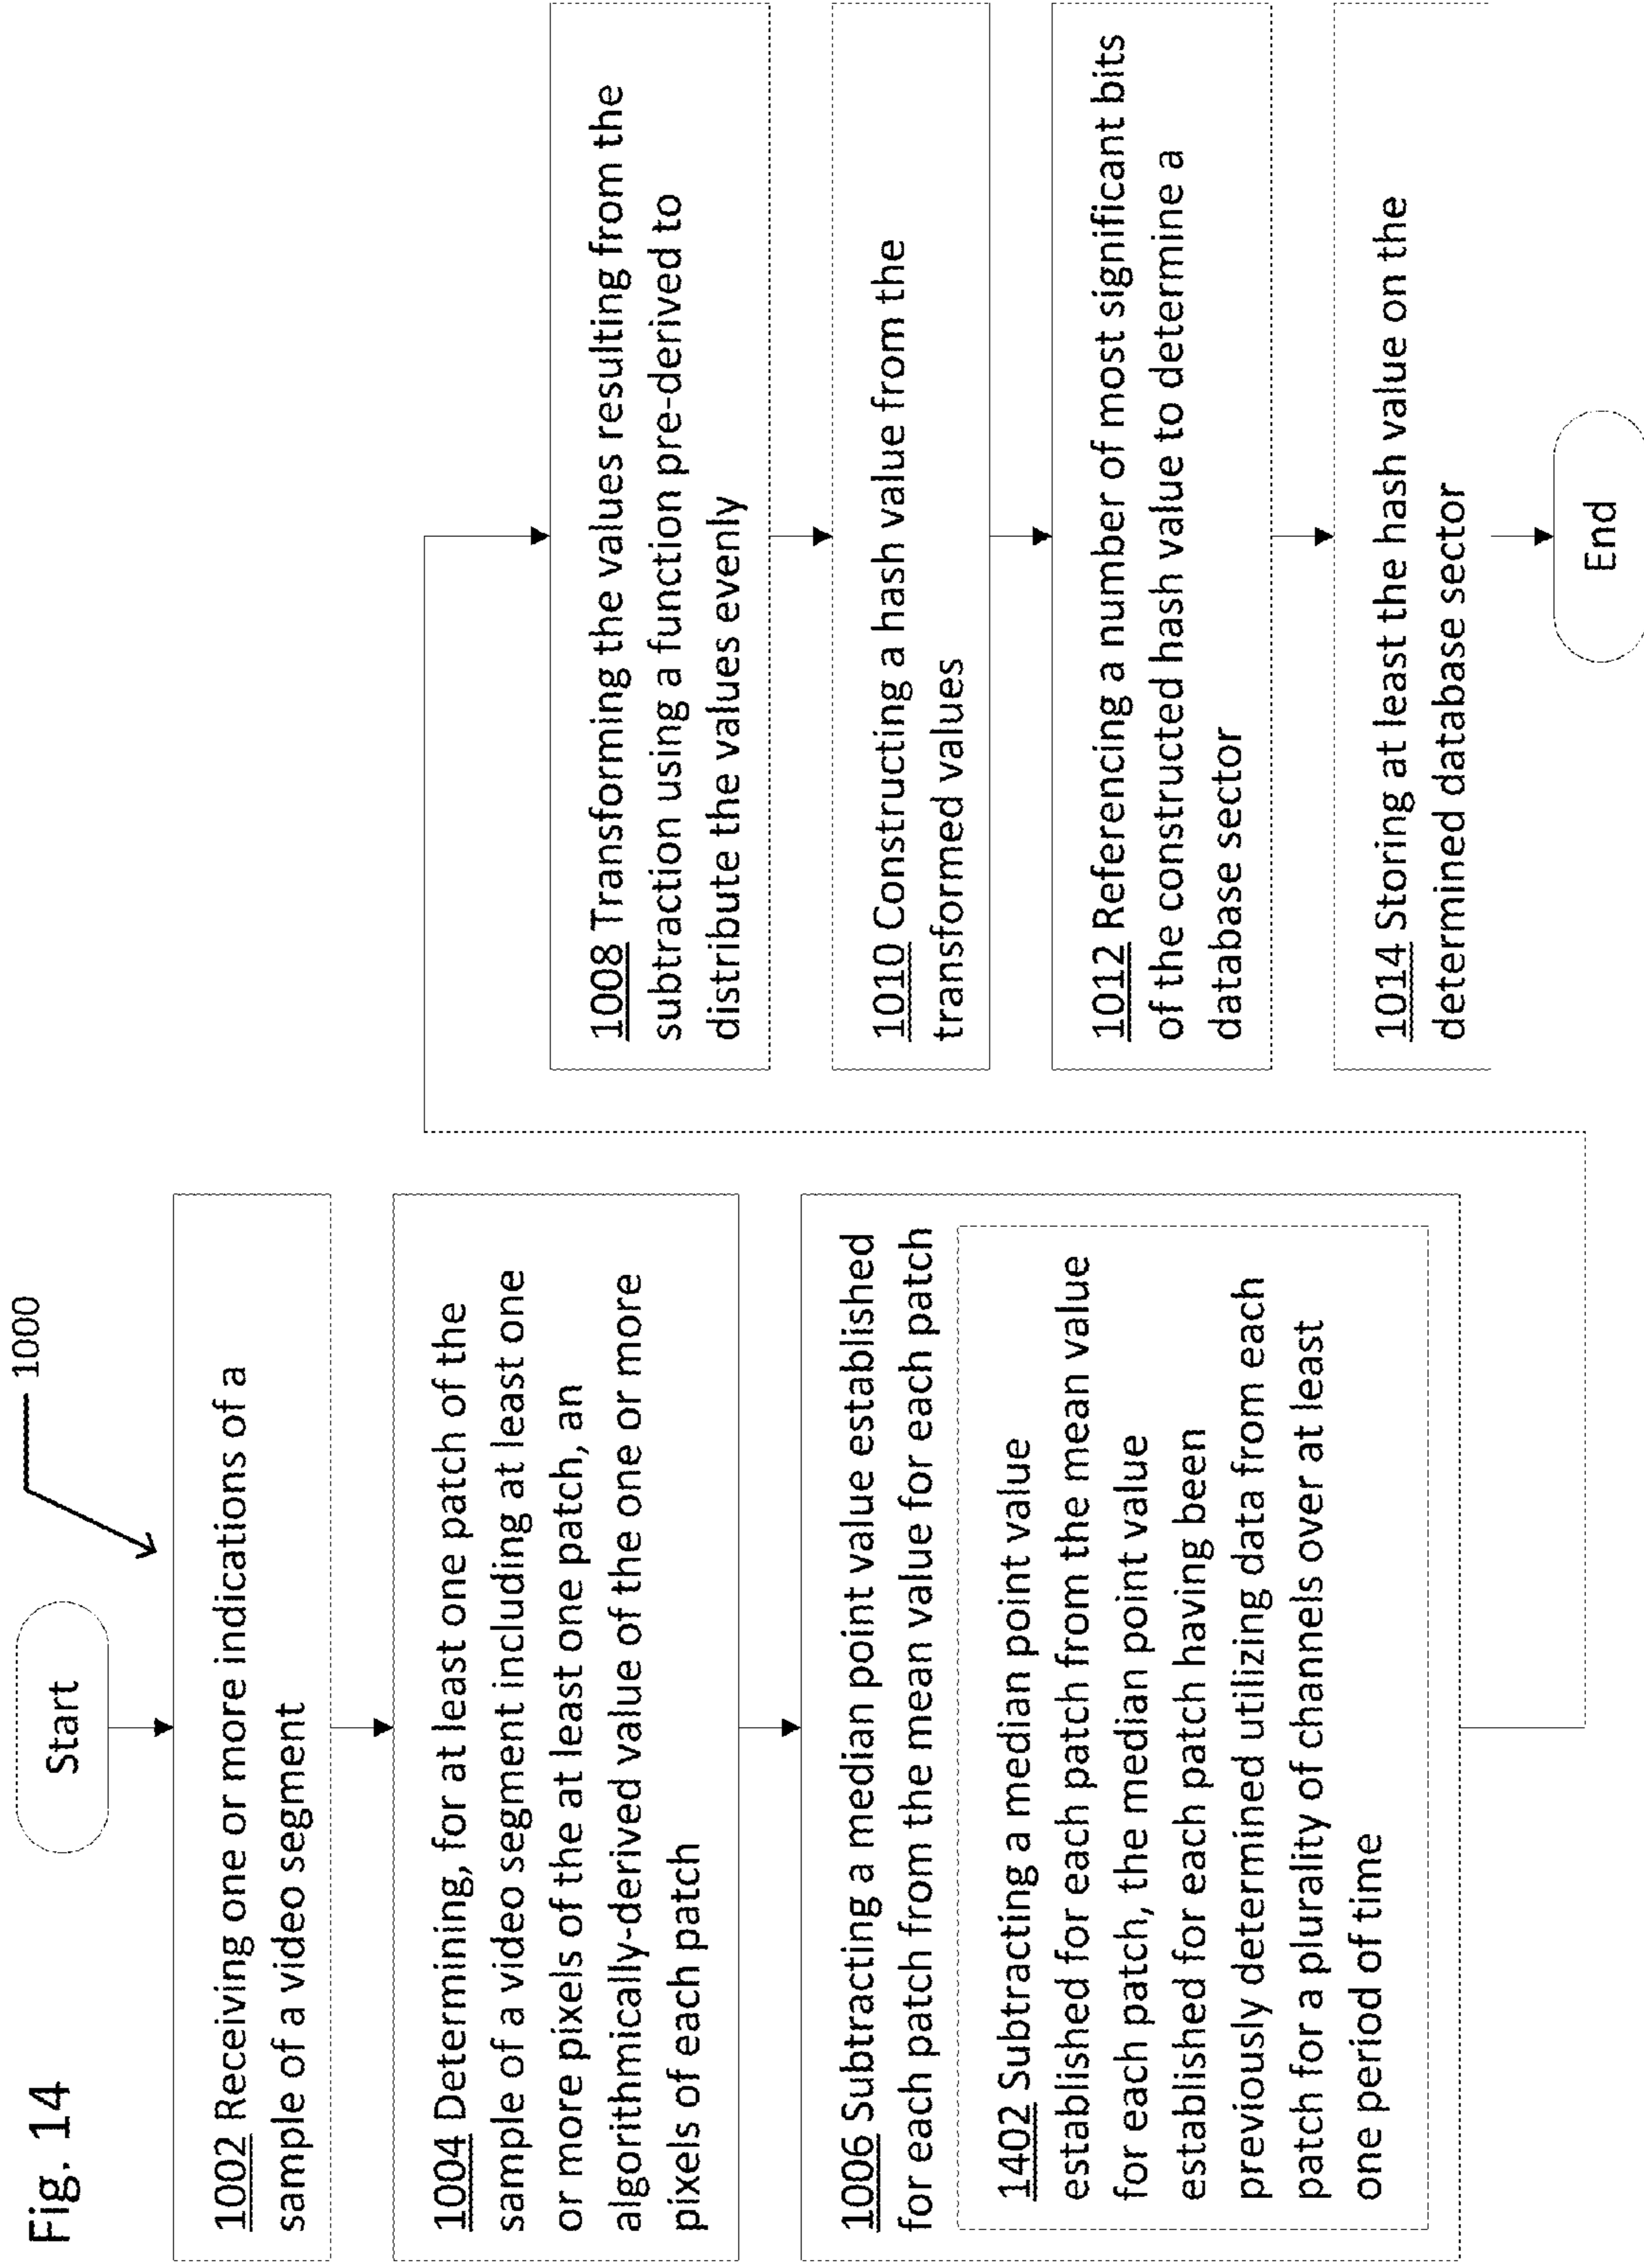 Fig. 14
1000
Start
1002 Receiving one or more indications of a
sample of a video segment
1004 Determining, for at least one patch of the
sample of a video segment including at least one
or more pixels of the at least one patch, an
algorithmically-derived value of the one or more
pixels of each patch
1006 Subtracting a median point value established
for each patch from the mean value for each patch
1402 Subtracting a median point value
established for each patch from the mean value
for each patch, the median point value
established for each patch having been
previously determined utilizing data from each
patch for a plurality of channels over at least
one period of time
1008 Transforming the values resulting from the
subtraction using a function pre-derived to
distribute the values evenly
1010 Constructing a hash value from the
transformed values
1012 Referencing a number of most significant bits
of the constructed hash value to determine a
database sector
1014 Storing at least the hash value on the
determined database sector
End